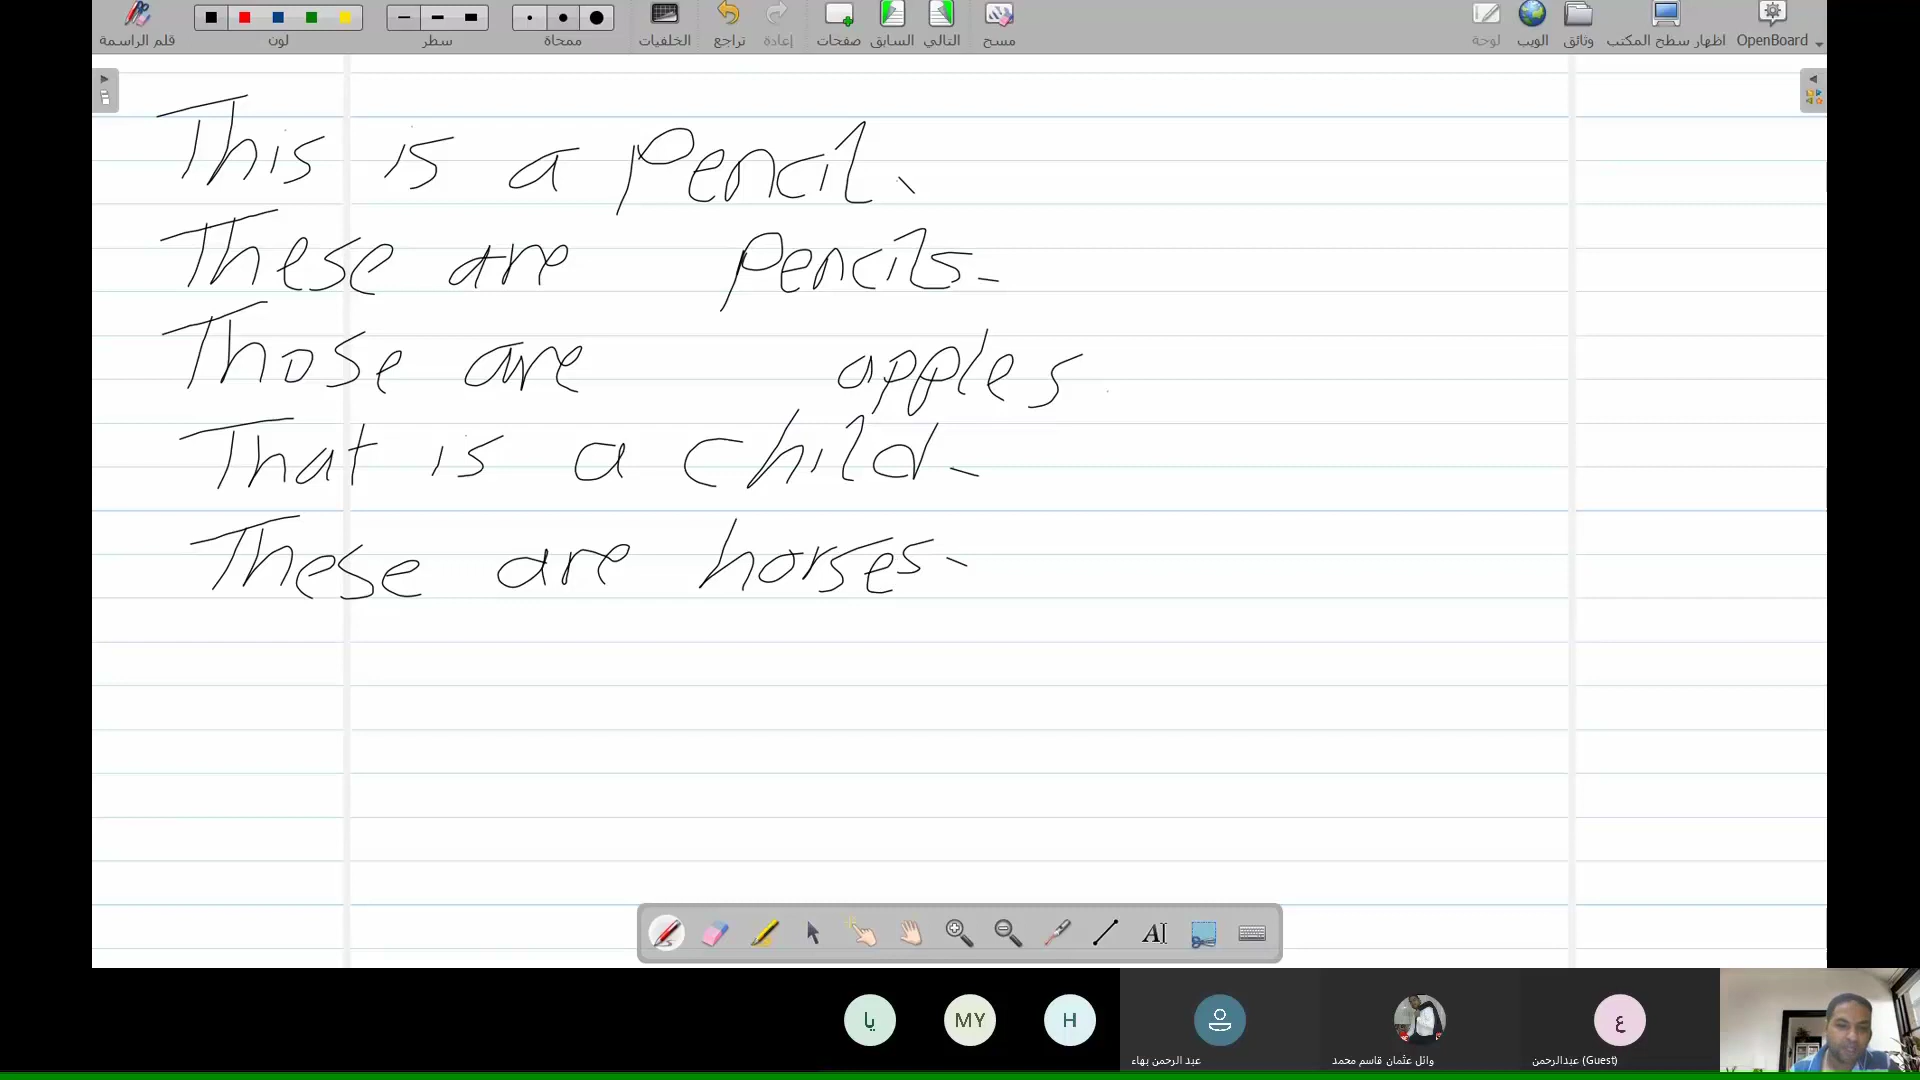 قلم الراسمة لون سطر ممحاة الخلفيات تراجع إعادة صفحات السابق التالي مسح لوحة الويب وثائق اظهار سطح المكتب OpenBoard
This is a Pencil.
These are pencils.
Those are apples.
That is a child.
These are horses.
AI
يا MY H ع
عبد الرحمن بهاء وائل عثمان قاسم محمد عبدالرحمن (Guest)